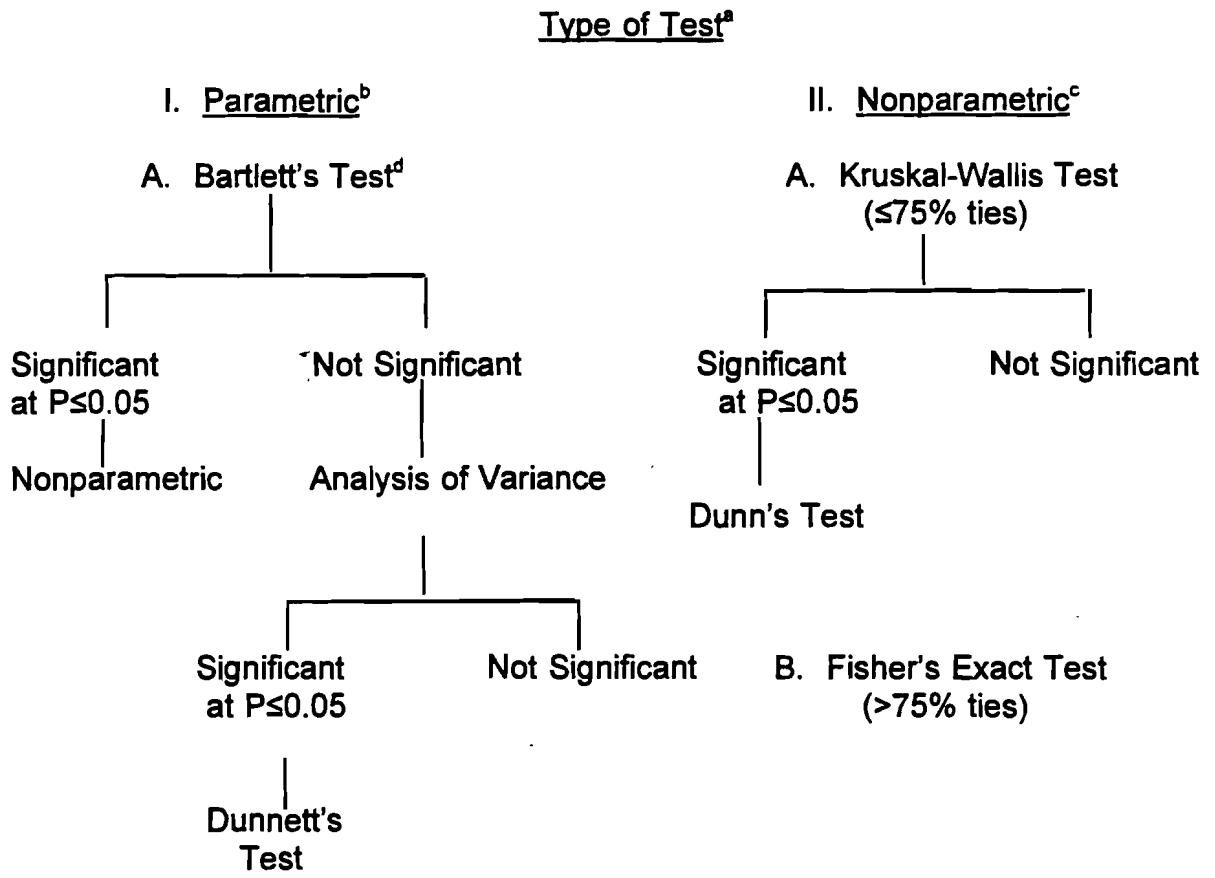 Type of Testᵃ
I. Parametricᵇ
II. Nonparametricᶜ
A. Bartlett's Testᵈ
A. Kruskal-Wallis Test
(≤75% ties)
Significant
at P≤0.05
Not Significant
Significant
at P≤0.05
Not Significant
Nonparametric
Analysis of Variance
Dunn's Test
Significant
at P≤0.05
Not Significant
B. Fisher's Exact Test
(>75% ties)
Dunnett's
Test